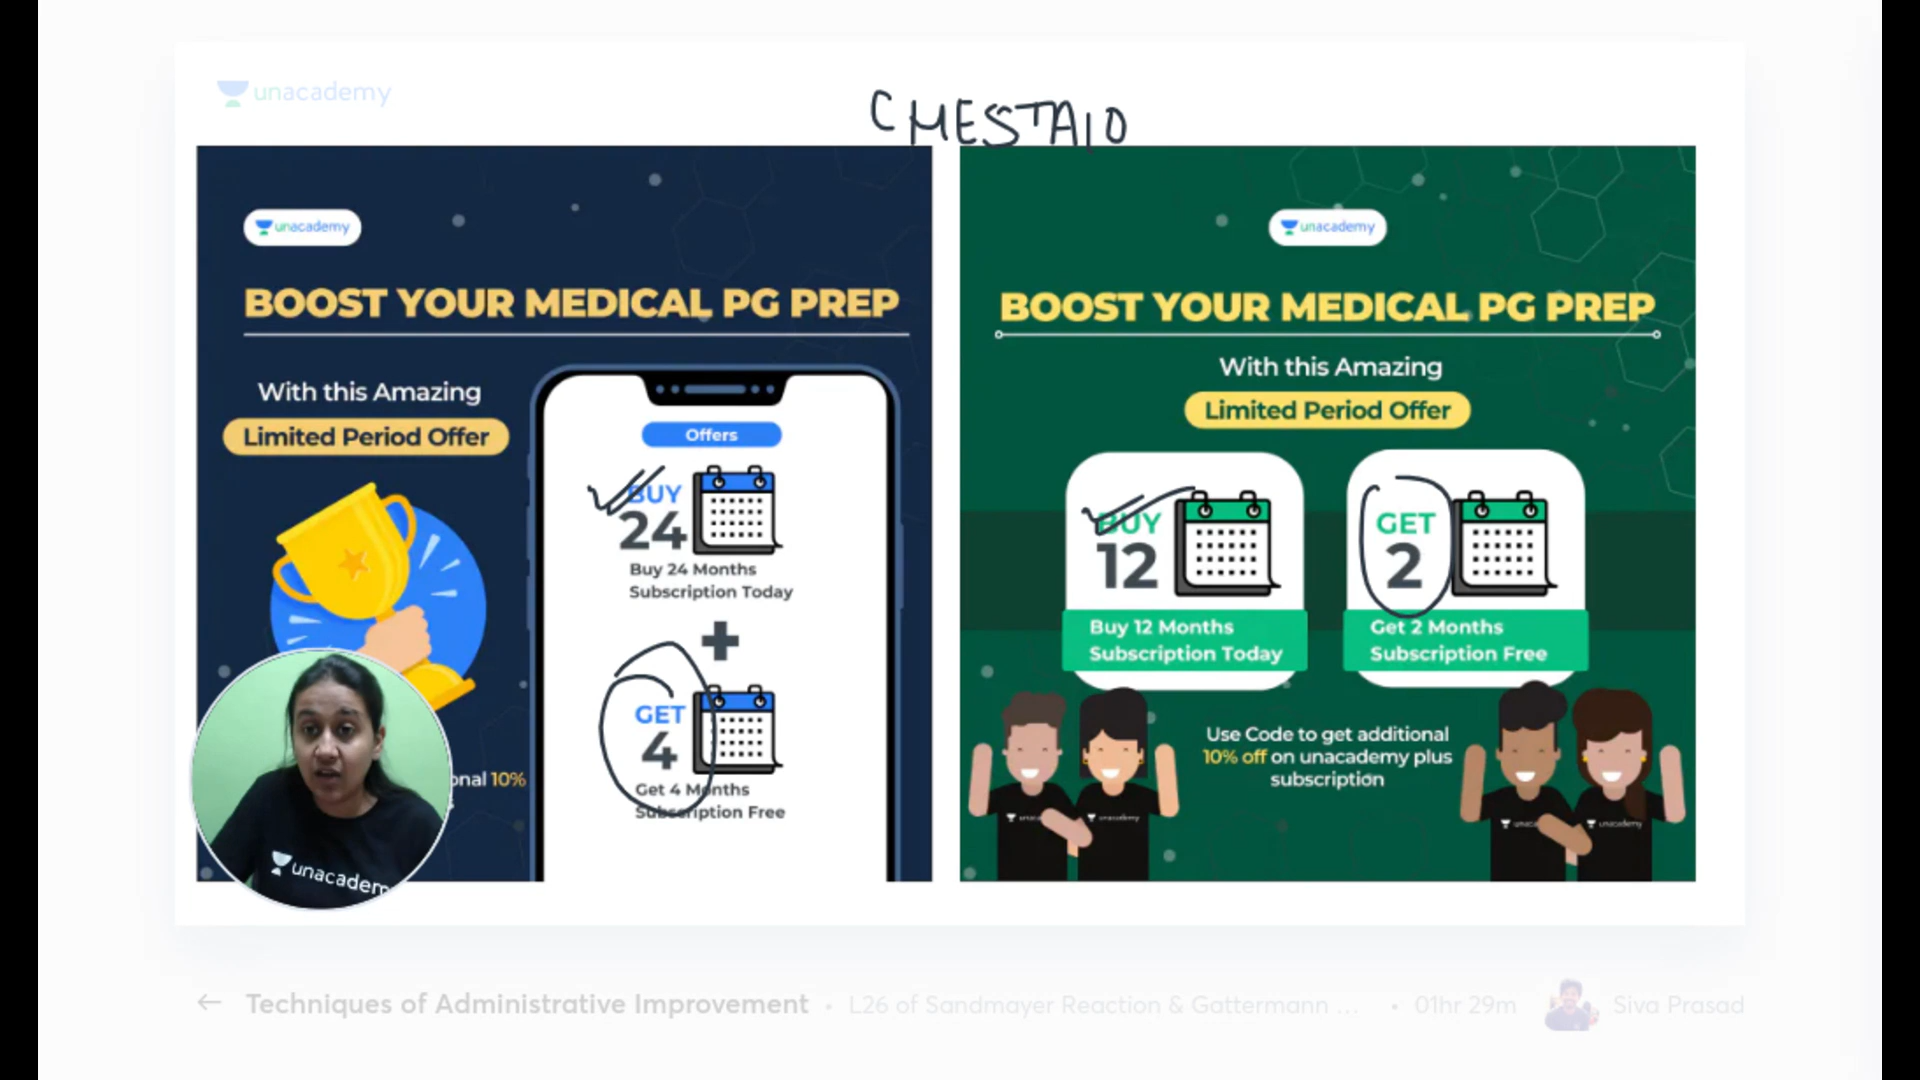 unacademy
CMESTA10
unacademy
BOOST YOUR MEDICAL PG PREP
With this Amazing
Limited Period Offer
Offers
BUY
24
Buy 24 Months
Subscription Today
+
GET
4
Get 4 Months
Subscription Free
onal 10%
unacadem
unacademy
BOOST YOUR MEDICAL PG PREP
With this Amazing
Limited Period Offer
BUY
12
Buy 12 Months
Subscription Today
GET
2
Get 2 Months
Subscription Free
Use Code to get additional
10% off on unacademy plus
subscription
unacademy
unacademy
← Techniques of Administrative Improvement • L26 of Sandmayer Reaction & Gattermann ... • 01hr 29m Siva Prasad